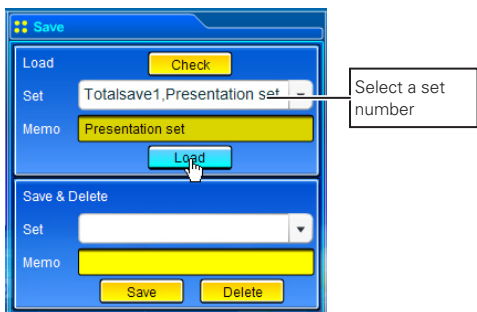 Save
Load
Check
Set
Totalsave1,Presentation set
Select a set
number
Memo
Presentation set
Load
Save & Delete
Set
Memo
Save
Delete